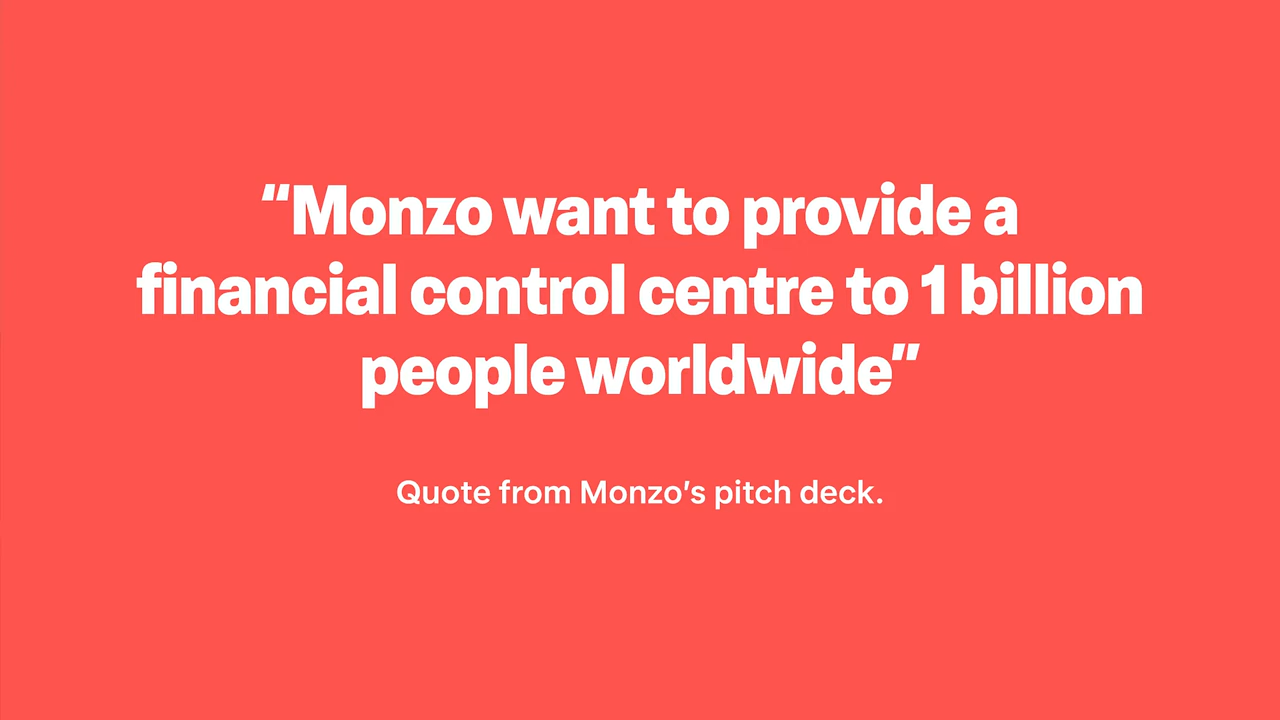 “Monzo want to provide a
financial control centre to 1 billion
people worldwide”
Quote from Monzo’s pitch deck.